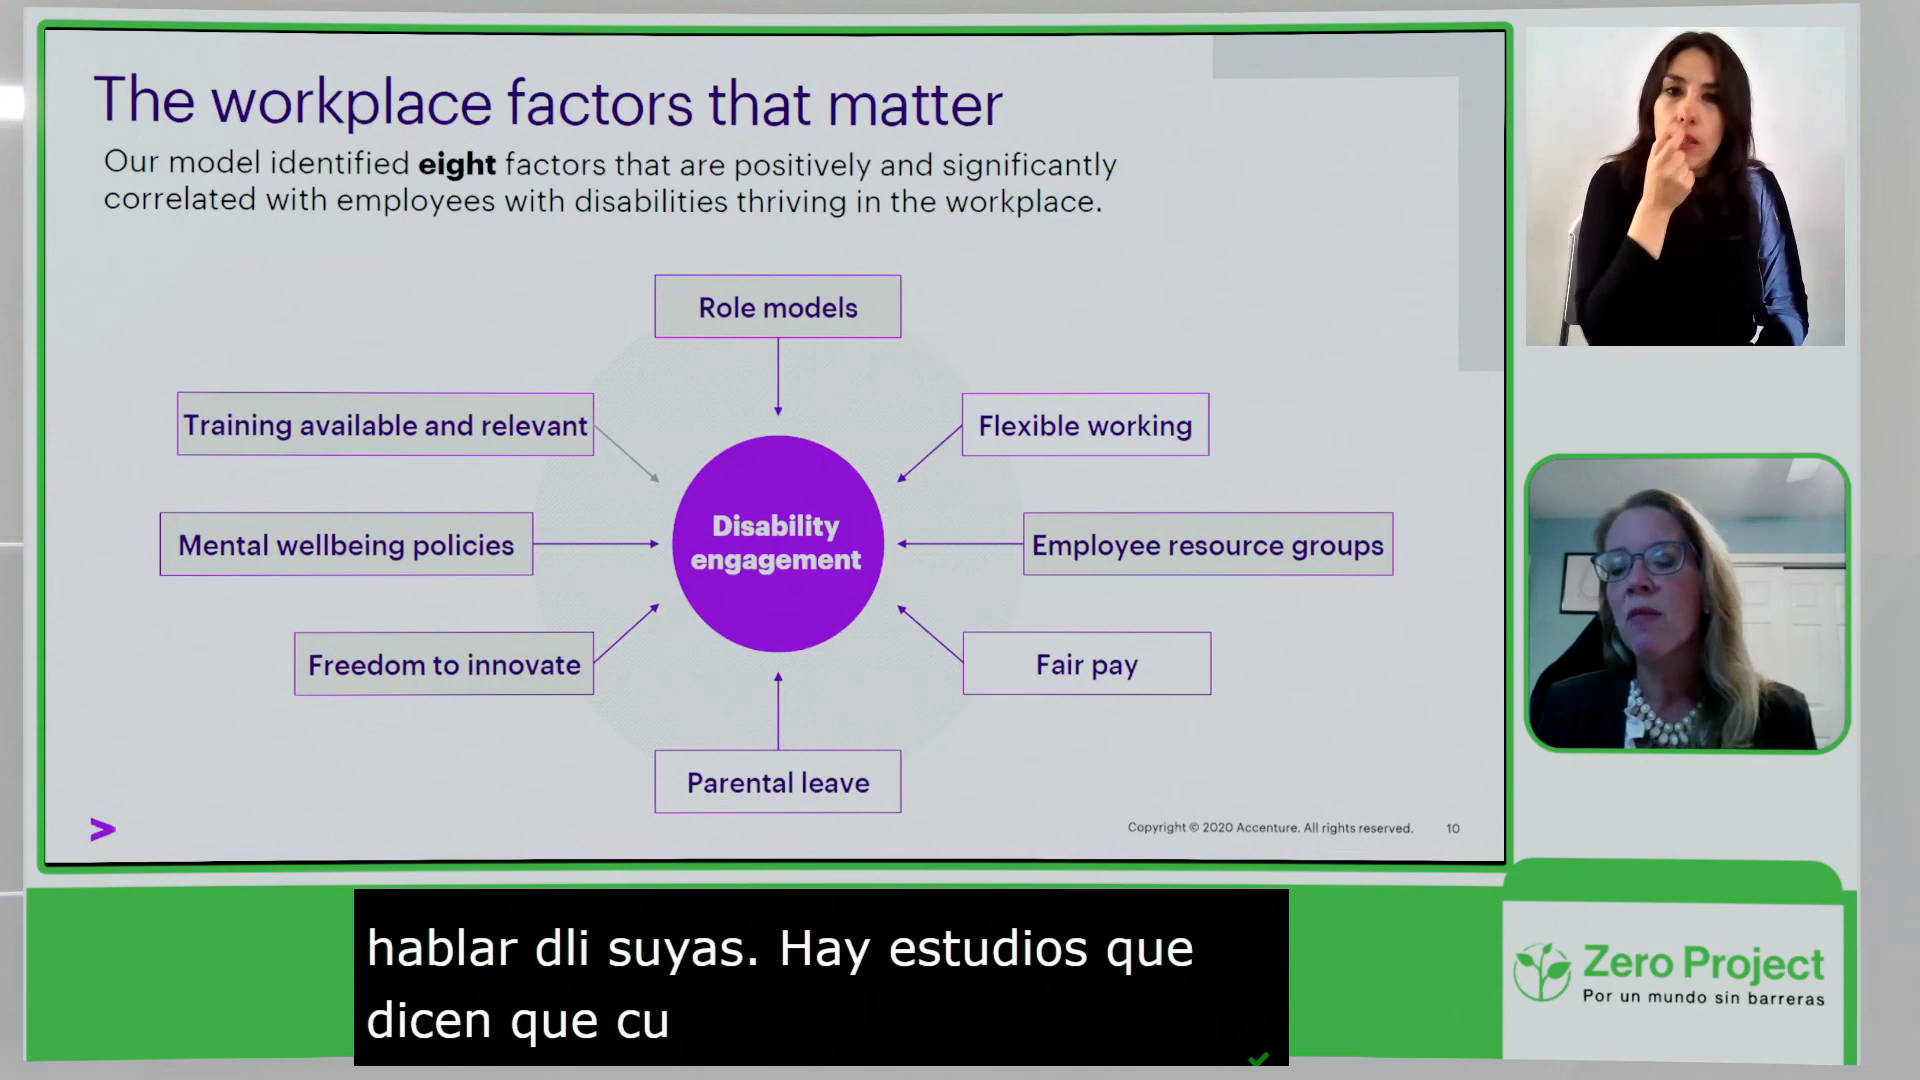 The workplace factors that matter
Our model identified eight factors that are positively and significantly
correlated with employees with disabilities thriving in the workplace.
Role models
Training available and relevant
Flexible working
Mental wellbeing policies
Disability
engagement
Employee resource groups
Freedom to innovate
Fair pay
Parental leave
>
Copyright © 2020 Accenture. All rights reserved. 10
hablar dli suyas. Hay estudios que
dicen que cu
Zero Project
Por un mundo sin barreras